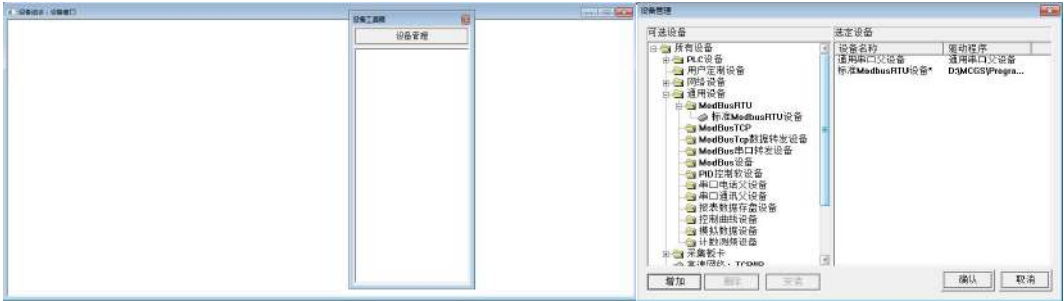 设备组态：设备窗口
设备工具箱
设备管理
设备管理
可选设备
所有设备
PLC设备
用户定制设备
网络设备
通用设备
ModBusRTU
标准ModbusRTU设备
ModBusTCP
ModBusTcp数据转发设备
ModBus串口转发设备
ModBus设备
PID控制软设备
串口电话父设备
串口通讯父设备
报表数据存盘设备
控制曲线设备
模拟数据设备
计数测频设备
采集板卡
增加 删除 安装
选定设备
设备名称 驱动程序
通用串口父设备 通用串口父设备
标准ModbusRTU设备* D:\MCGS\Progra...
确认 取消